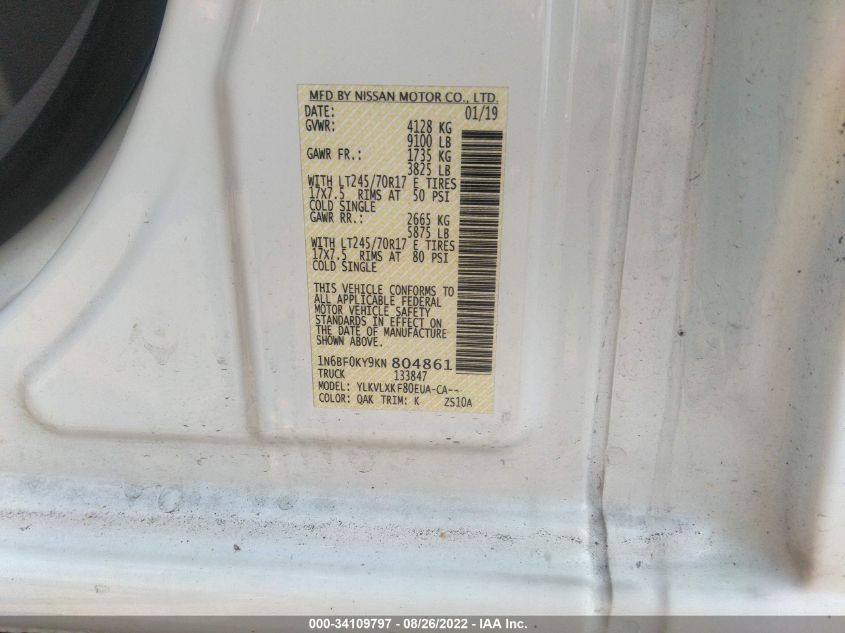 MFD BY NISSAN MOTOR CO., LTD.
DATE: 01/19
GVWR: 4128 KG
9100 LB
GAWR FR.: 1735 KG
3825 LB
WITH LT245/70R17 E TIRES
17X7.5 RIMS AT 50 PSI
COLD SINGLE
GAWR RR.: 2665 KG
5875 LB
WITH LT245/70R17 E TIRES
17X7.5 RIMS AT 80 PSI
COLD SINGLE
THIS VEHICLE CONFORMS TO
ALL APPLICABLE FEDERAL
MOTOR VEHICLE SAFETY
STANDARDS IN EFFECT ON
THE DATE OF MANUFACTURE
SHOWN ABOVE.
1N6BF0KY9KN 804861
TRUCK 133847
MODEL: YLKVLXKF80EUA-CA--
COLOR: QAK TRIM: K ZS10A
000-34109797 - 08/26/2022 - IAA Inc.